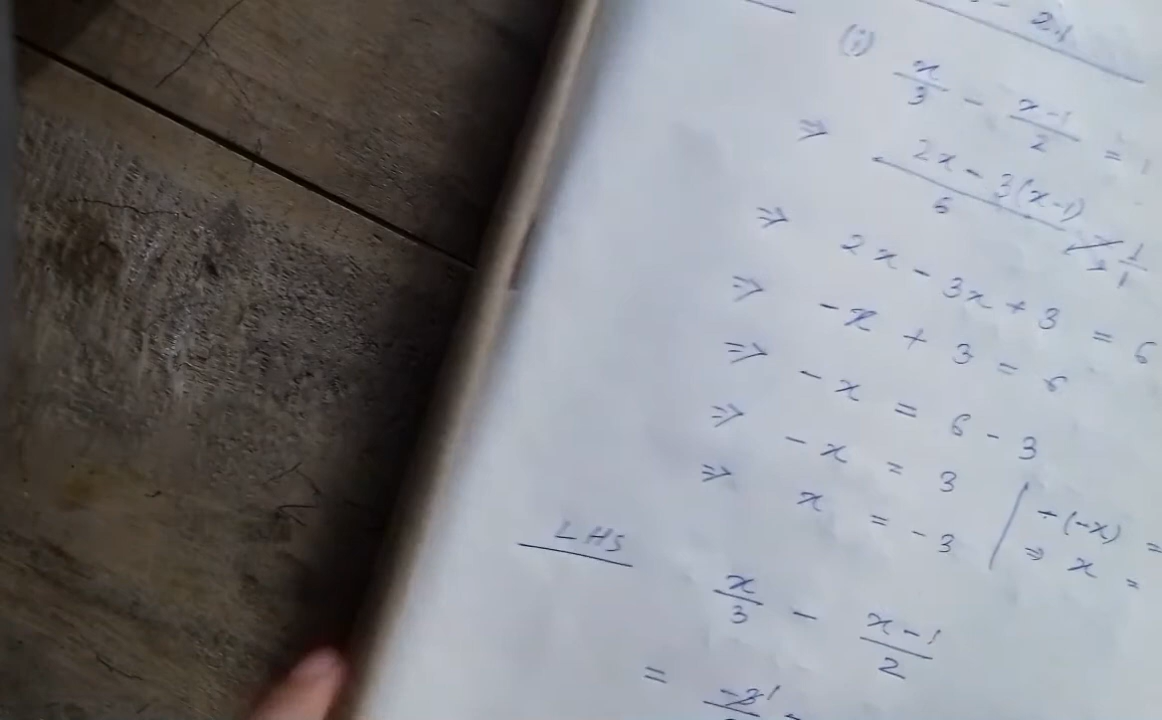 (i) x/3 - x-1/2 = 1
⇒ 2x - 3(x-1)/6 1/1
⇒ 2x - 3x + 3 = 6
⇒ -x + 3 = 6
⇒ -x = 6 - 3
⇒ -x = 3 | -(-x) =
⇒ x = -3 | ⇒ x =
LHS
x/3 - x-1/2
=